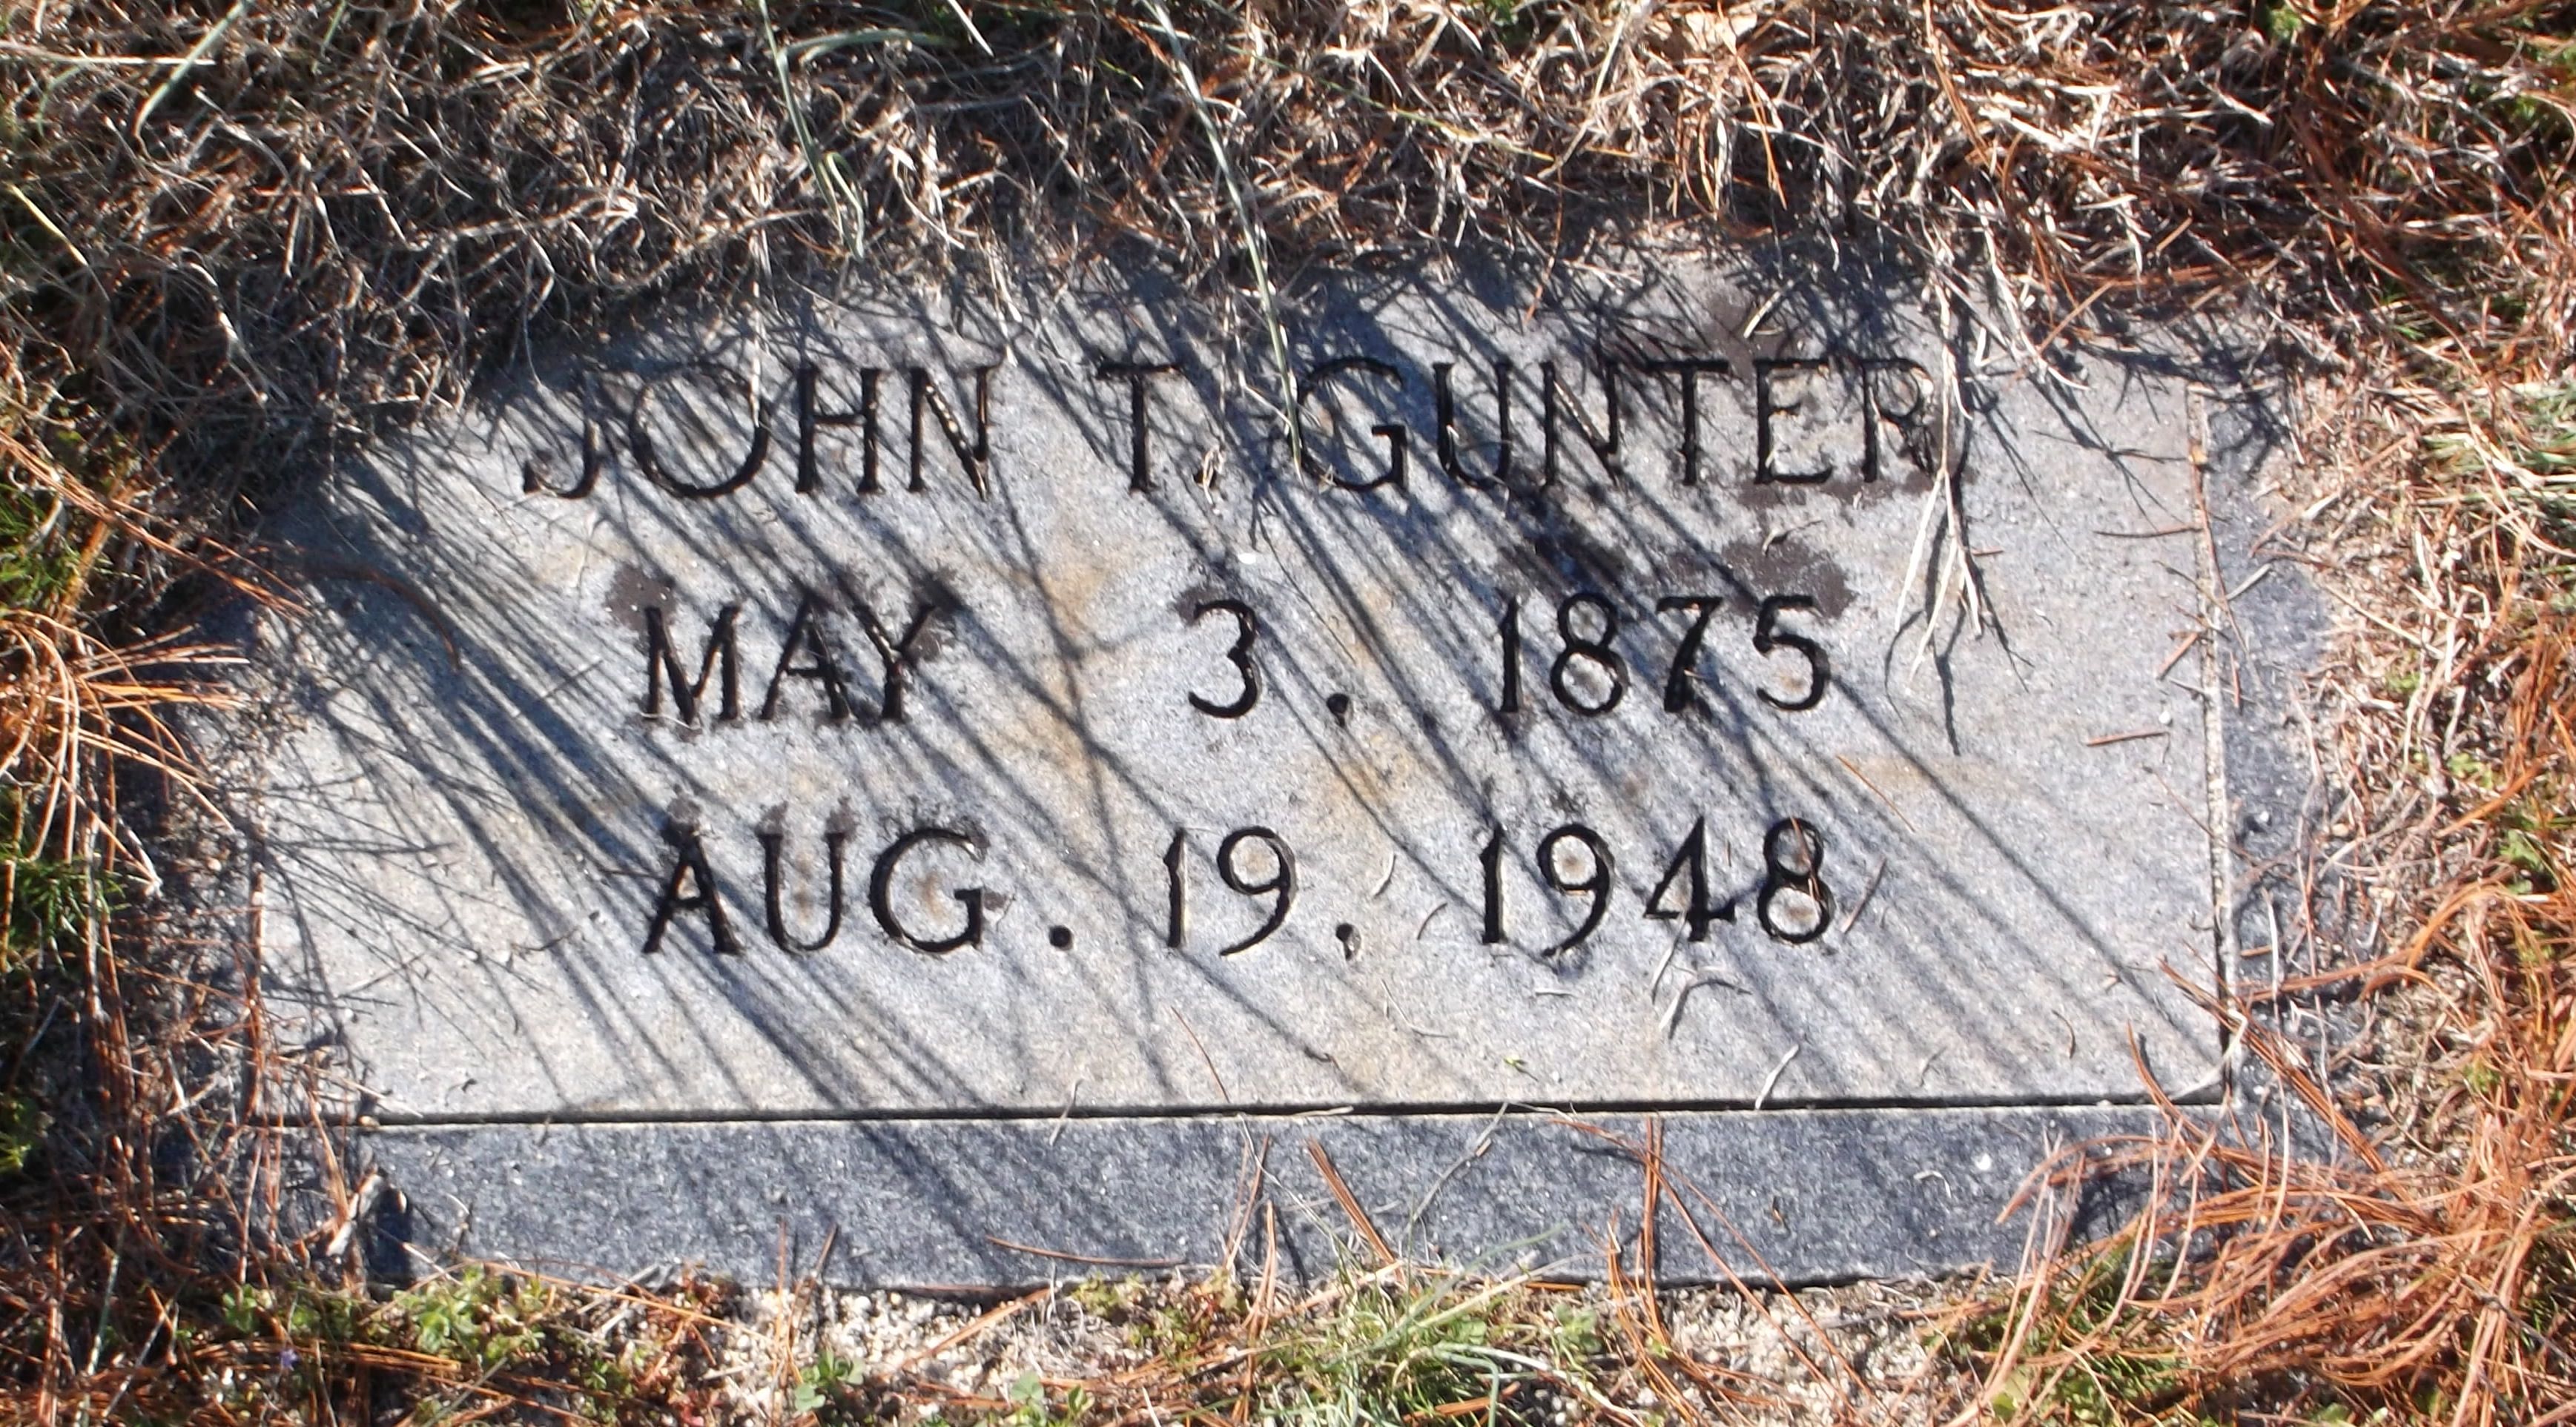 JOHN T. GUNTER
MAY 3, 1875
AUG. 19, 1948